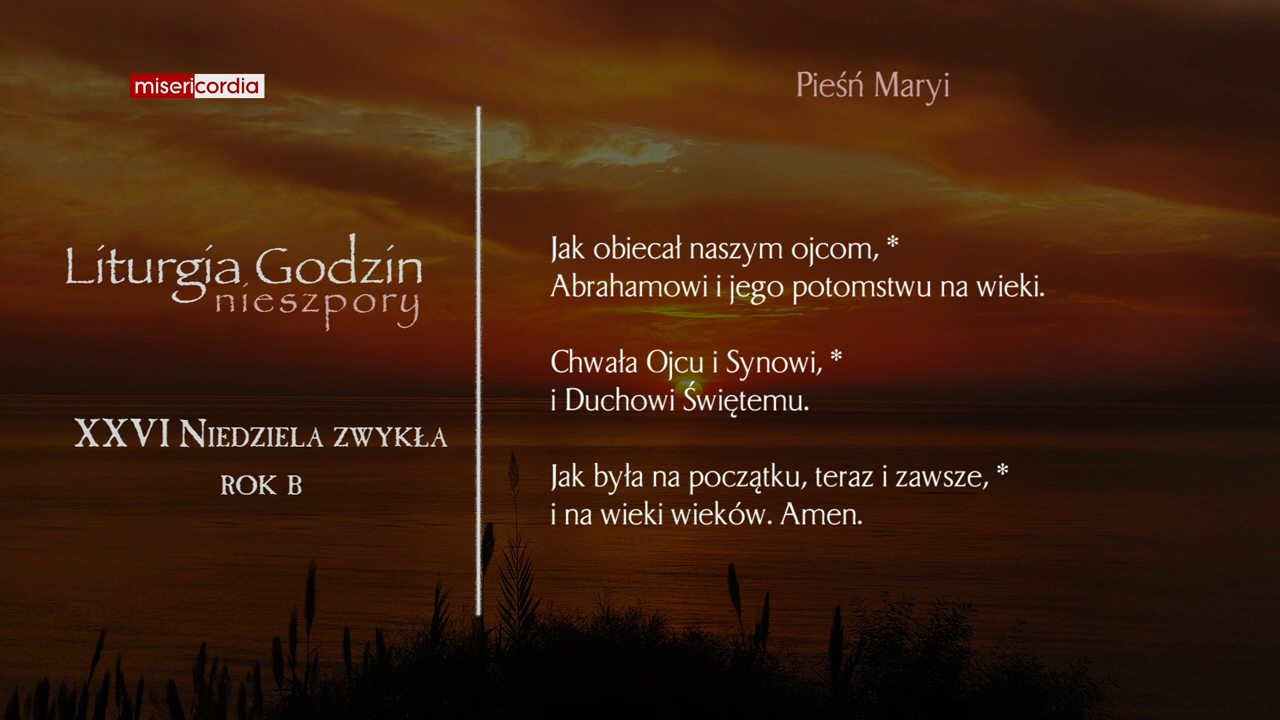 misericordia
Liturgia Godzin
nieszpory
XXVI Niedziela zwykła
rok B
Pieśń Maryi
Jak obiecał naszym ojcom, *
Abrahamowi i jego potomstwu na wieki.
Chwała Ojcu i Synowi, *
i Duchowi Świętemu.
Jak była na początku, teraz i zawsze, *
i na wieki wieków. Amen.